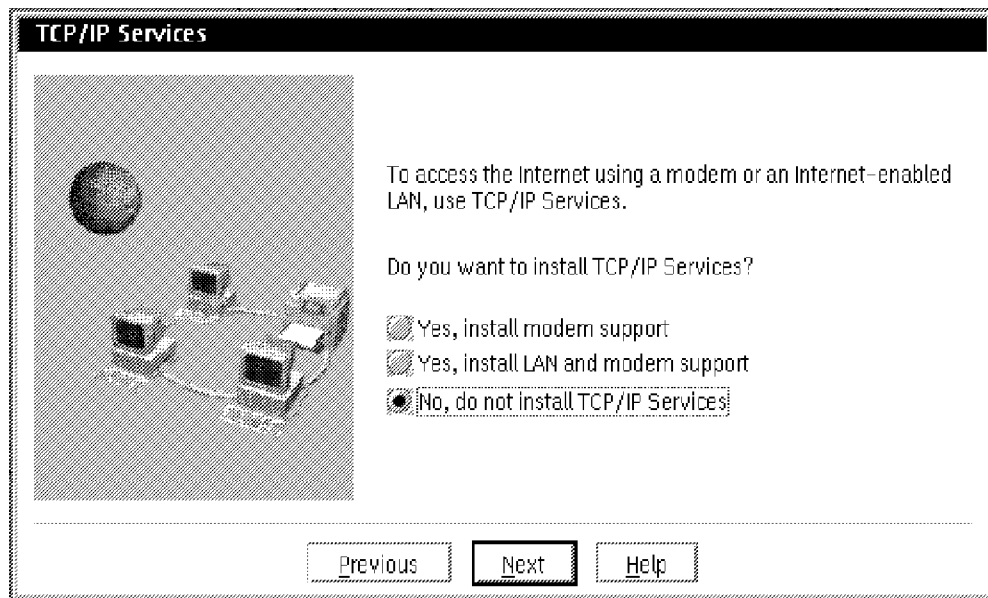 TCP/IP Services
To access the Internet using a modem or an Internet-enabled
LAN, use TCP/IP Services.
Do you want to install TCP/IP Services?
Yes, install modem support
Yes, install LAN and modem support
No, do not install TCP/IP Services
Previous
Next
Help